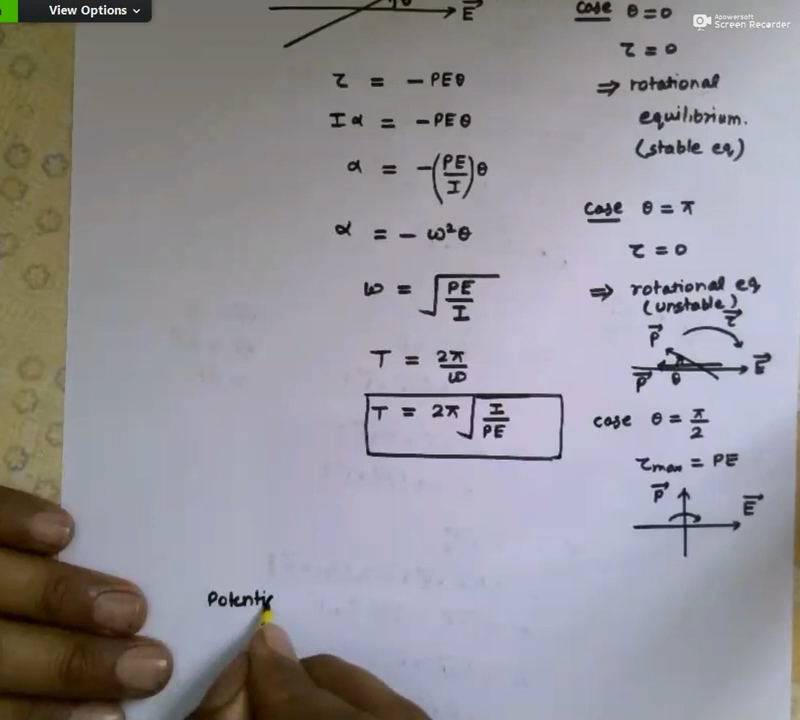 View Options
Apowersoft
Screen Recorder
θ
E
τ = - PEθ
Iα = - PEθ
α = -(PE/I)θ
α = - ω²θ
ω = √(PE/I)
T = 2π/ω
T = 2π√(I/PE)
Potenti
case θ = 0
τ = 0
⇒ rotational
equilibrium.
(stable eq)
case θ = π
τ = 0
⇒ rotational eq
(unstable)
τ
P
E
P
θ
case θ = π/2
τmax = PE
P
E